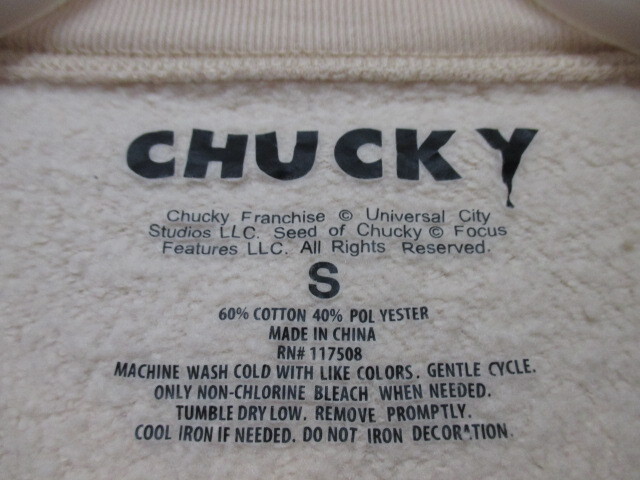 CHUCKY
Chucky Franchise © Universal City
Studios LLC. Seed of Chucky © Focus
Features LLC. All Rights Reserved.
S
60% COTTON 40% POLYESTER
MADE IN CHINA
RN# 117508
MACHINE WASH COLD WITH LIKE COLORS. GENTLE CYCLE.
ONLY NON-CHLORINE BLEACH WHEN NEEDED.
TUMBLE DRY LOW. REMOVE PROMPTLY.
COOL IRON IF NEEDED. DO NOT IRON DECORATION.